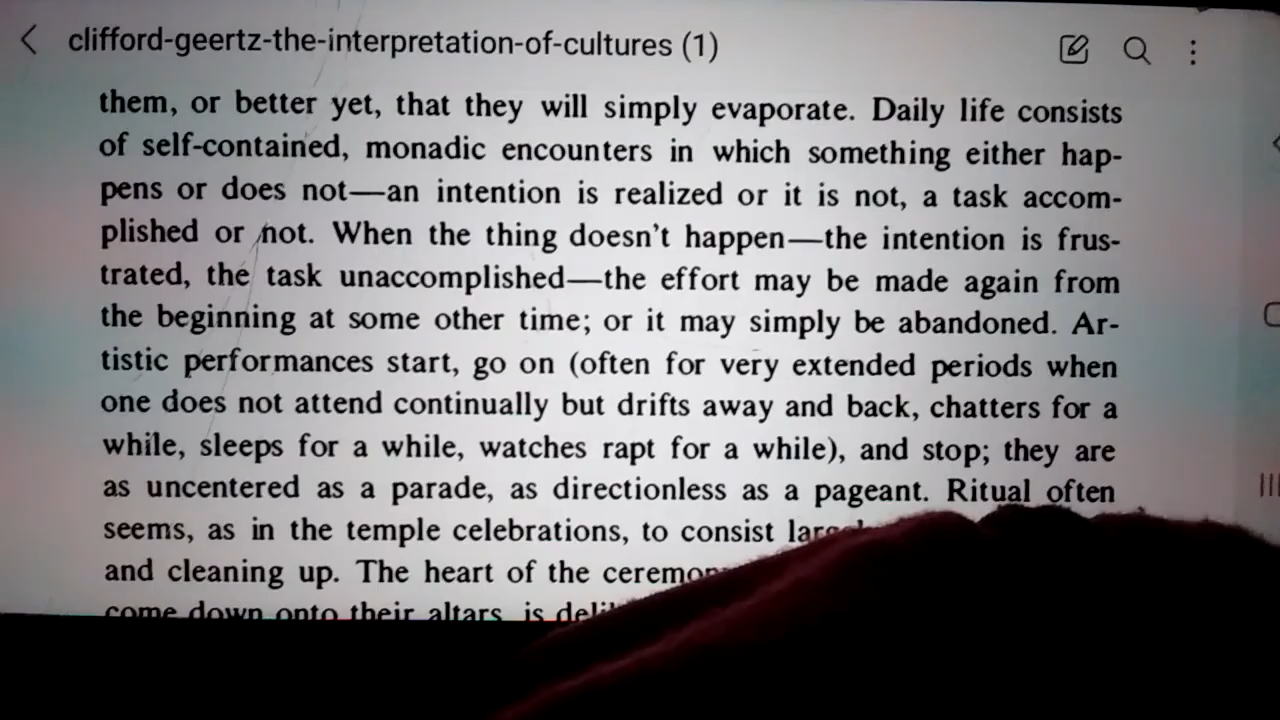 clifford-geertz-the-interpretation-of-cultures (1)
them, or better yet, that they will simply evaporate. Daily life consists
of self-contained, monadic encounters in which something either hap-
pens or does not—an intention is realized or it is not, a task accom-
plished or not. When the thing doesn't happen—the intention is frus-
trated, the task unaccomplished—the effort may be made again from
the beginning at some other time; or it may simply be abandoned. Ar-
tistic performances start, go on (often for very extended periods when
one does not attend continually but drifts away and back, chatters for a
while, sleeps for a while, watches rapt for a while), and stop; they are
as uncentered as a parade, as directionless as a pageant. Ritual often
seems, as in the temple celebrations, to consist
and cleaning up. The heart of the
come down onto their altars, is